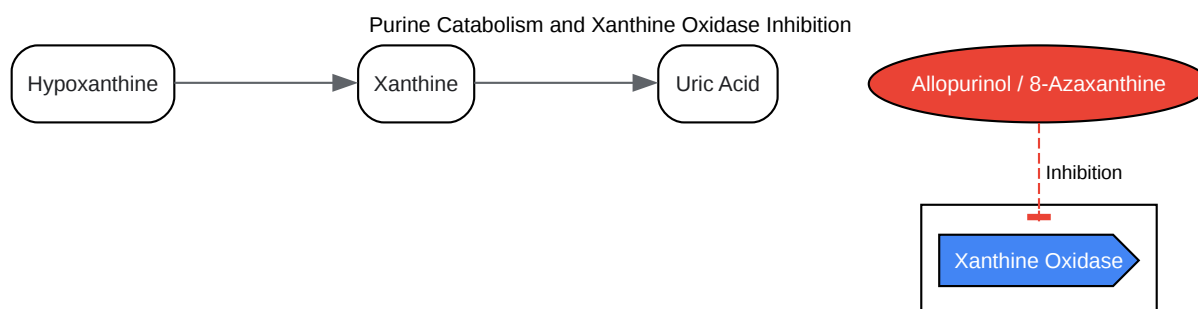 Purine Catabolism and Xanthine Oxidase Inhibition
Hypoxanthine
Xanthine
Uric Acid
Allopurinol / 8-Azaxanthine
Inhibition
Xanthine Oxidase